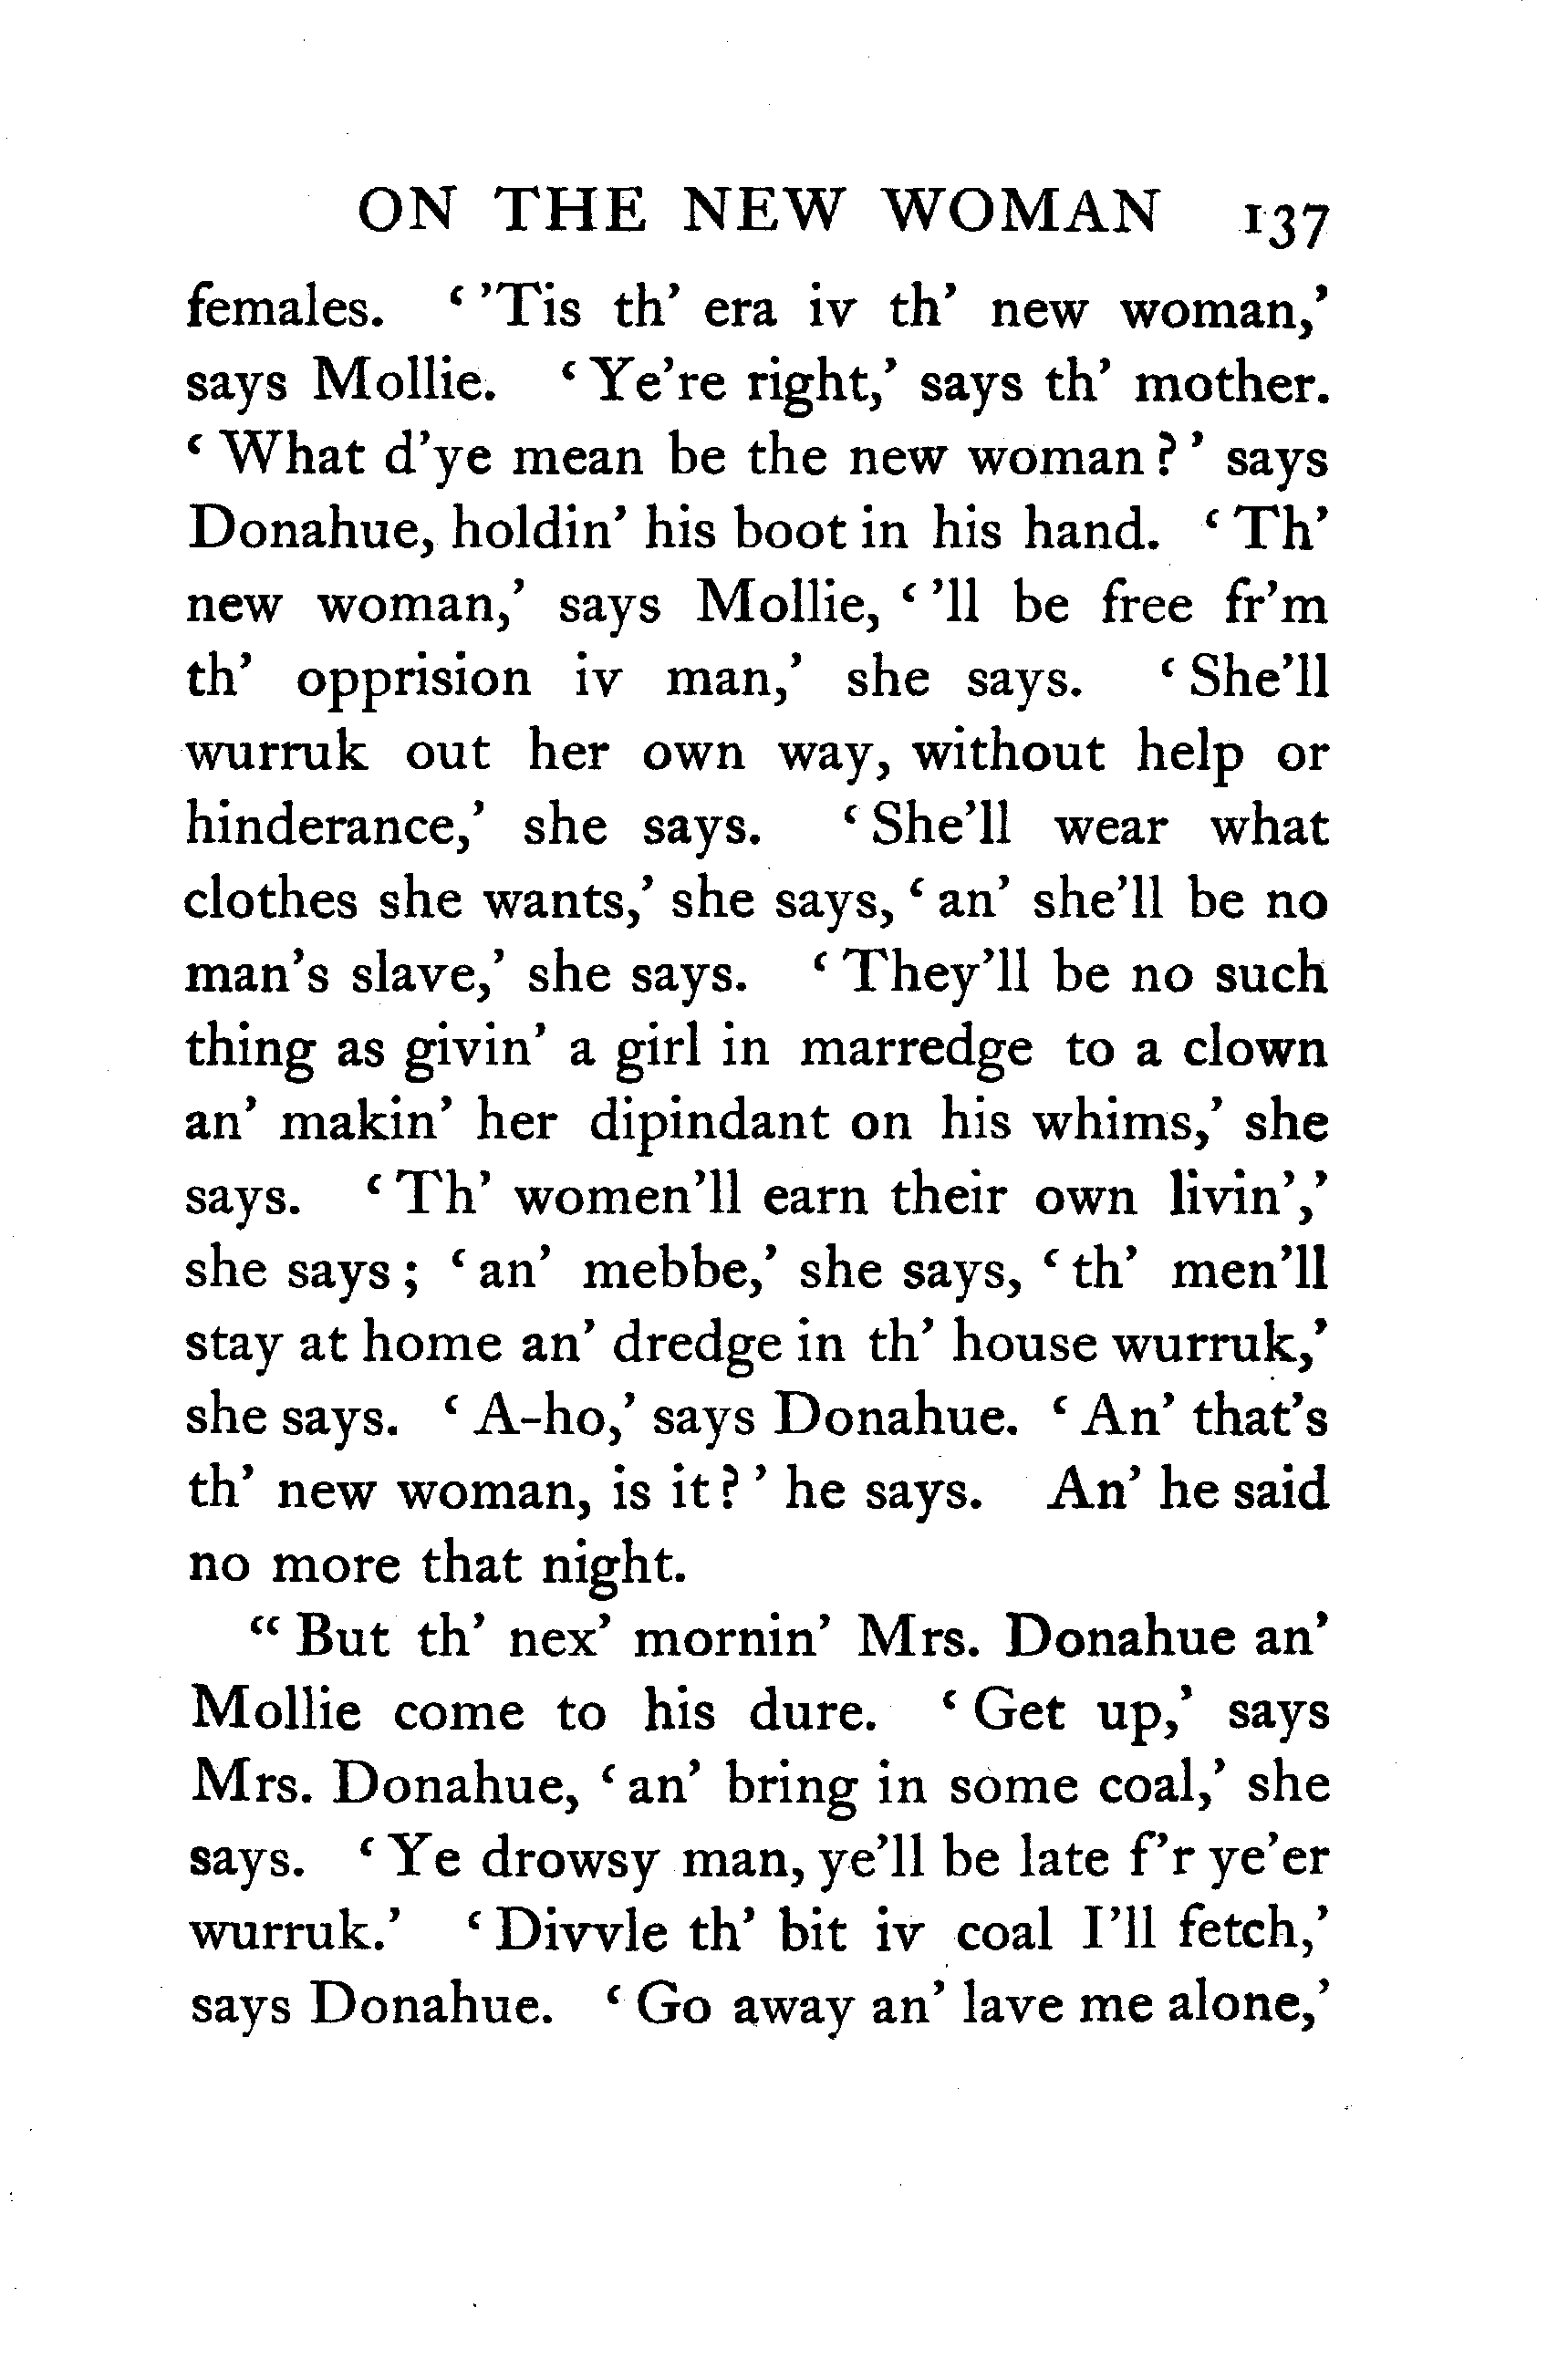 ON THE NEW WOMAN 137
females. ‘ ’Tis th’ era iv th’ new woman,’
says Mollie. ‘ Ye’re right,’ says th’ mother.
‘ What d’ye mean be the new woman ? ’ says
Donahue, holdin’ his boot in his hand. ‘ Th’
new woman,’ says Mollie, ‘ ’ll be free fr’m
th’ opprision iv man,’ she says. ‘ She’ll
wurruk out her own way, without help or
hinderance,’ she says. ‘ She’ll wear what
clothes she wants,’ she says, ‘ an’ she’ll be no
man’s slave,’ she says. ‘ They’ll be no such
thing as givin’ a girl in marredge to a clown
an’ makin’ her dipindant on his whims,’ she
says. ‘ Th’ women’ll earn their own livin’,’
she says ; ‘ an’ mebbe,’ she says, ‘ th’ men’ll
stay at home an’ dredge in th’ house wurruk,’
she says. ‘ A-ho,’ says Donahue. ‘ An’ that’s
th’ new woman, is it ? ’ he says. An’ he said
no more that night.
“ But th’ nex’ mornin’ Mrs. Donahue an’
Mollie come to his dure. ‘ Get up,’ says
Mrs. Donahue, ‘ an’ bring in some coal,’ she
says. ‘ Ye drowsy man, ye’ll be late f’r ye’er
wurruk.’ ‘ Divvle th’ bit iv coal I’ll fetch,’
says Donahue. ‘ Go away an’ lave me alone,’